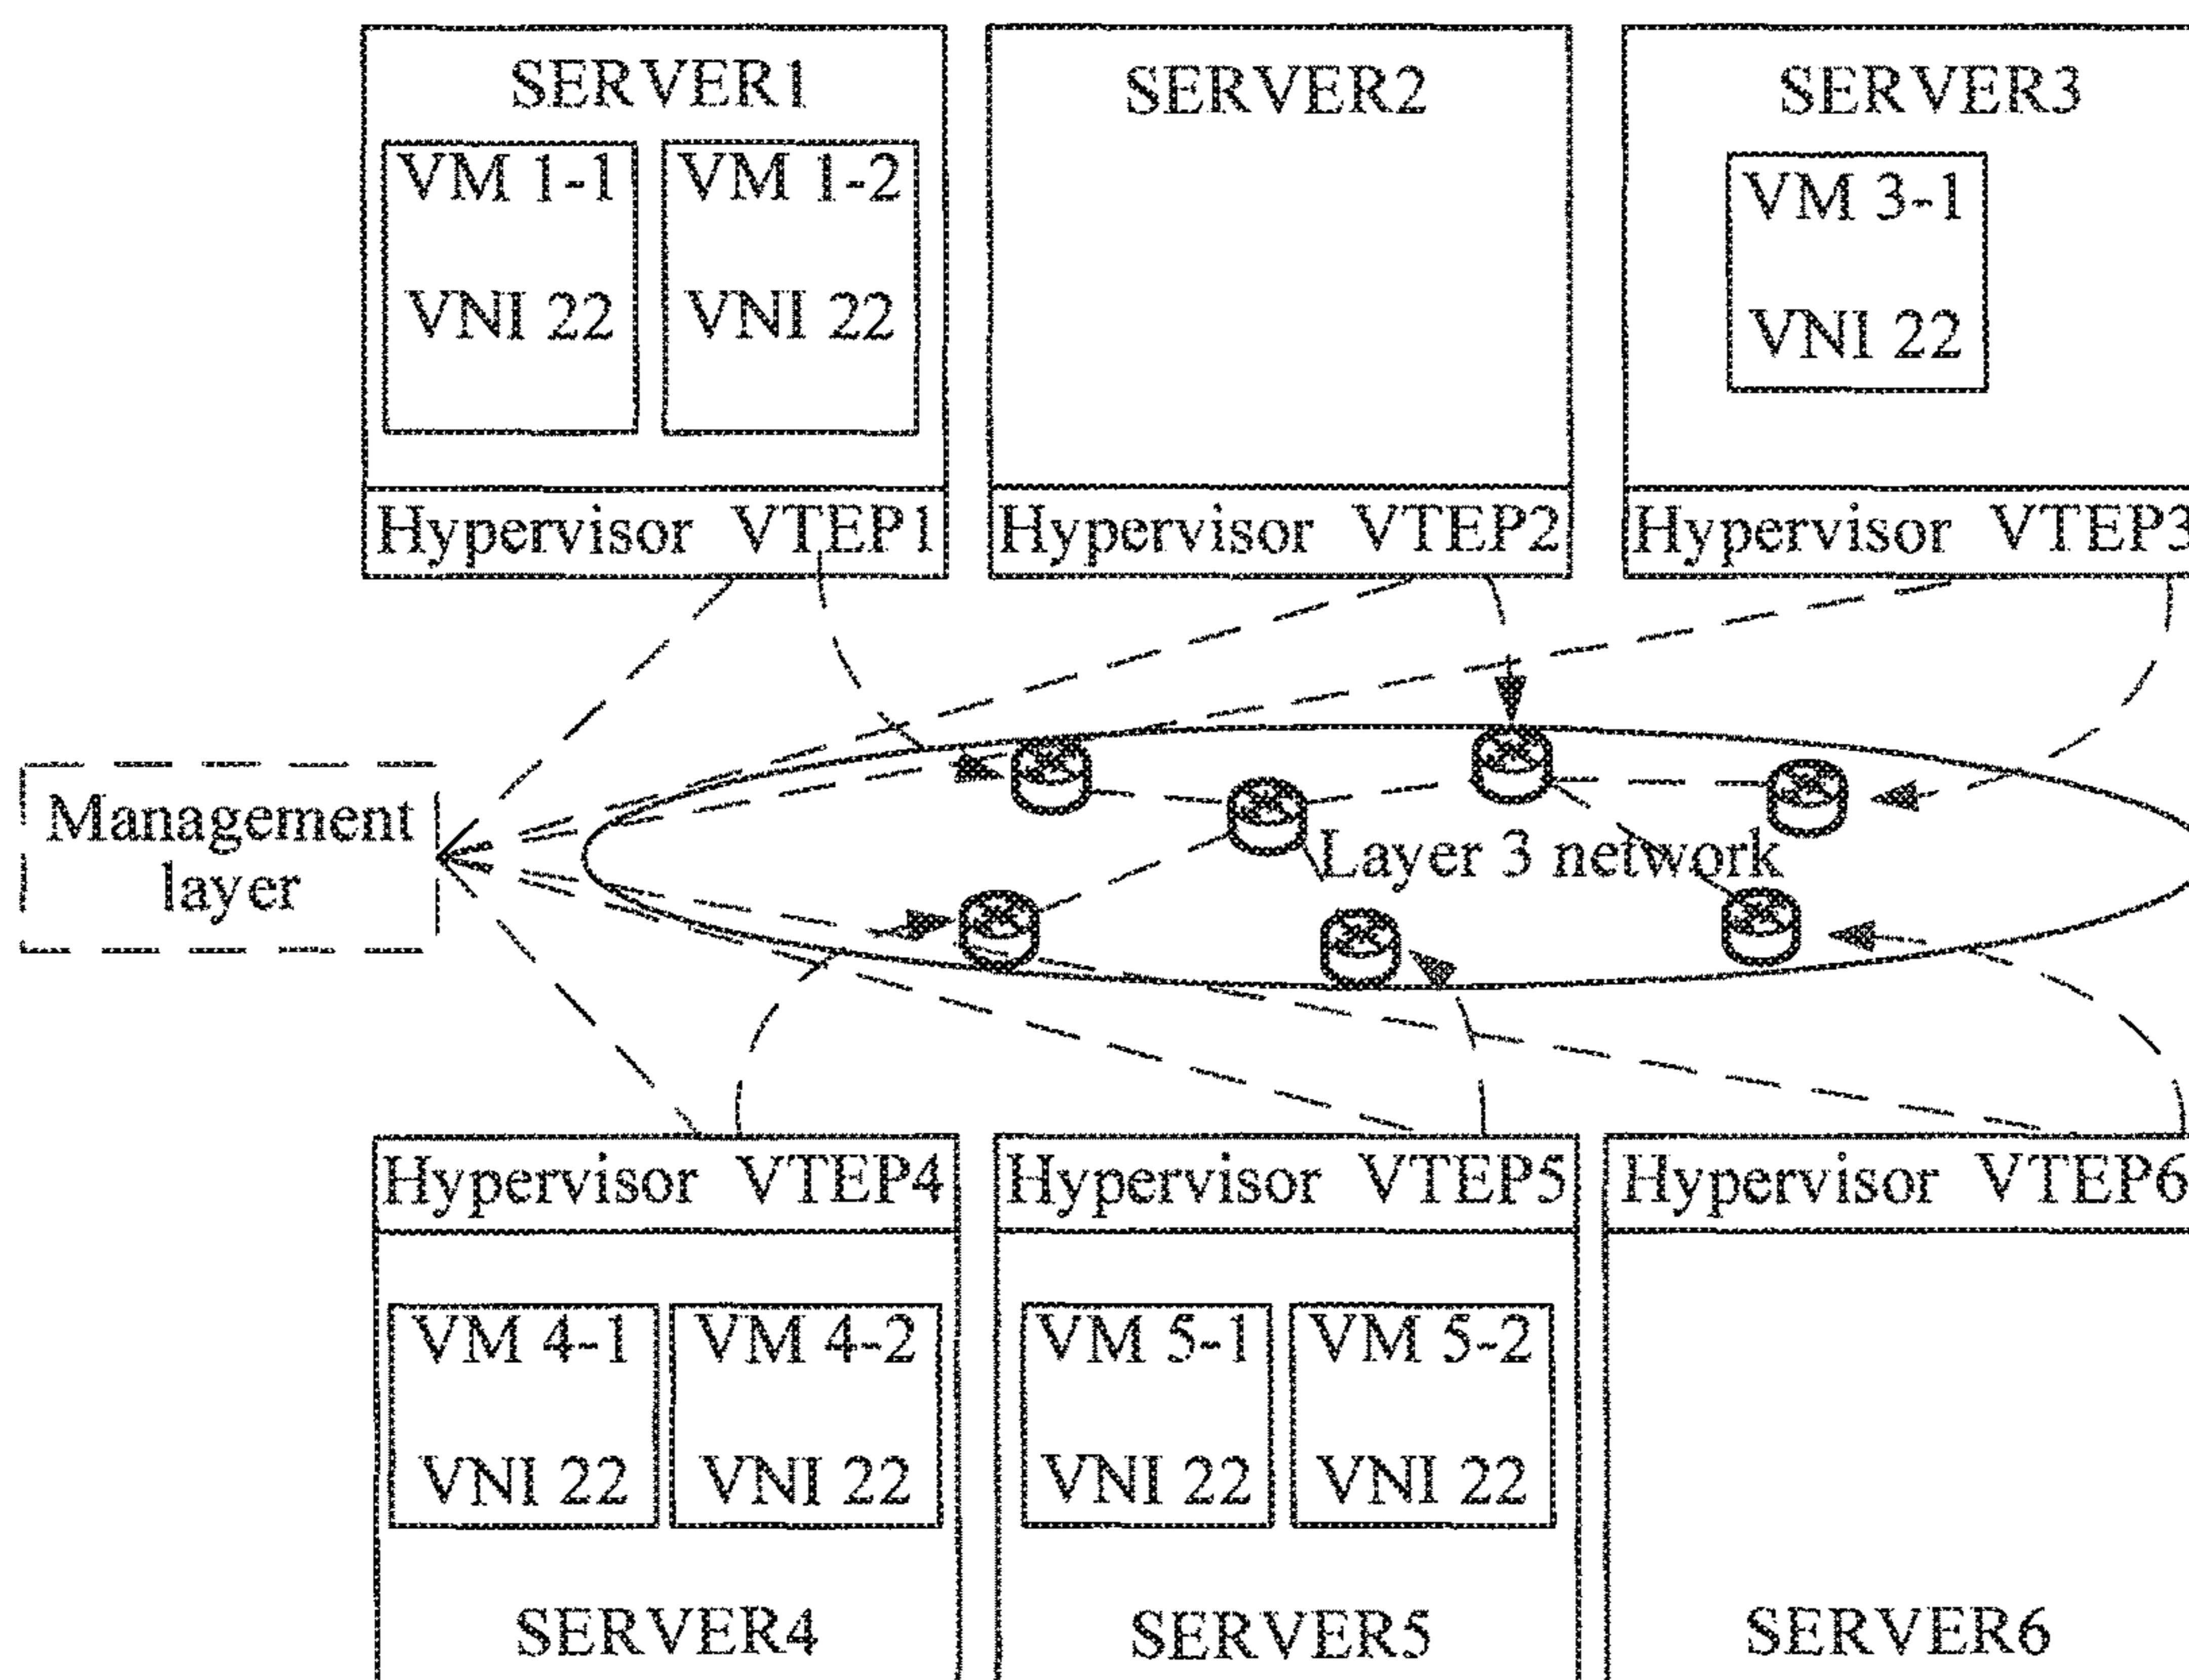 SERVER1
VM 1-1
VNI 22
VM 1-2
VNI 22
Hypervisor VTEP1
SERVER2
Hypervisor VTEP2
SERVER3
VM 3-1
VNI 22
Hypervisor VTEP3
Management
layer
Layer 3 network
Hypervisor VTEP4
VM 4-1
VNI 22
VM 4-2
VNI 22
SERVER4
Hypervisor VTEP5
VM 5-1
VNI 22
VM 5-2
VNI 22
SERVER5
Hypervisor VTEP6
SERVER6